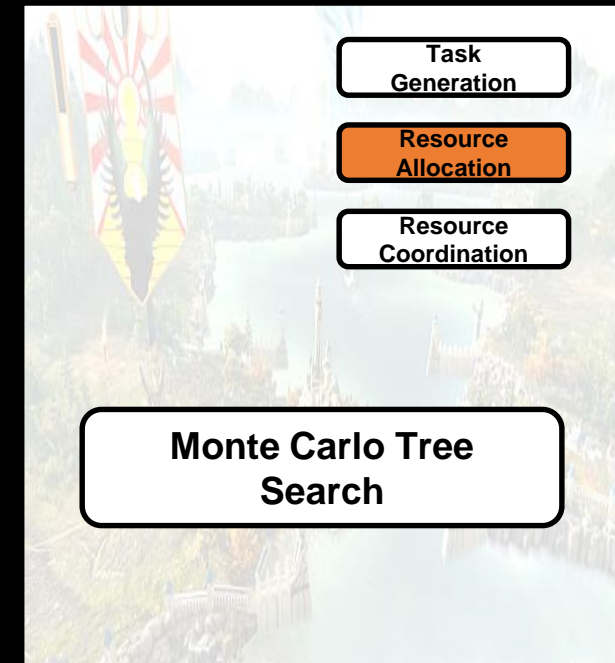 Task
Generation
Resource
Allocation
Resource
Coordination
Monte Carlo Tree
Search